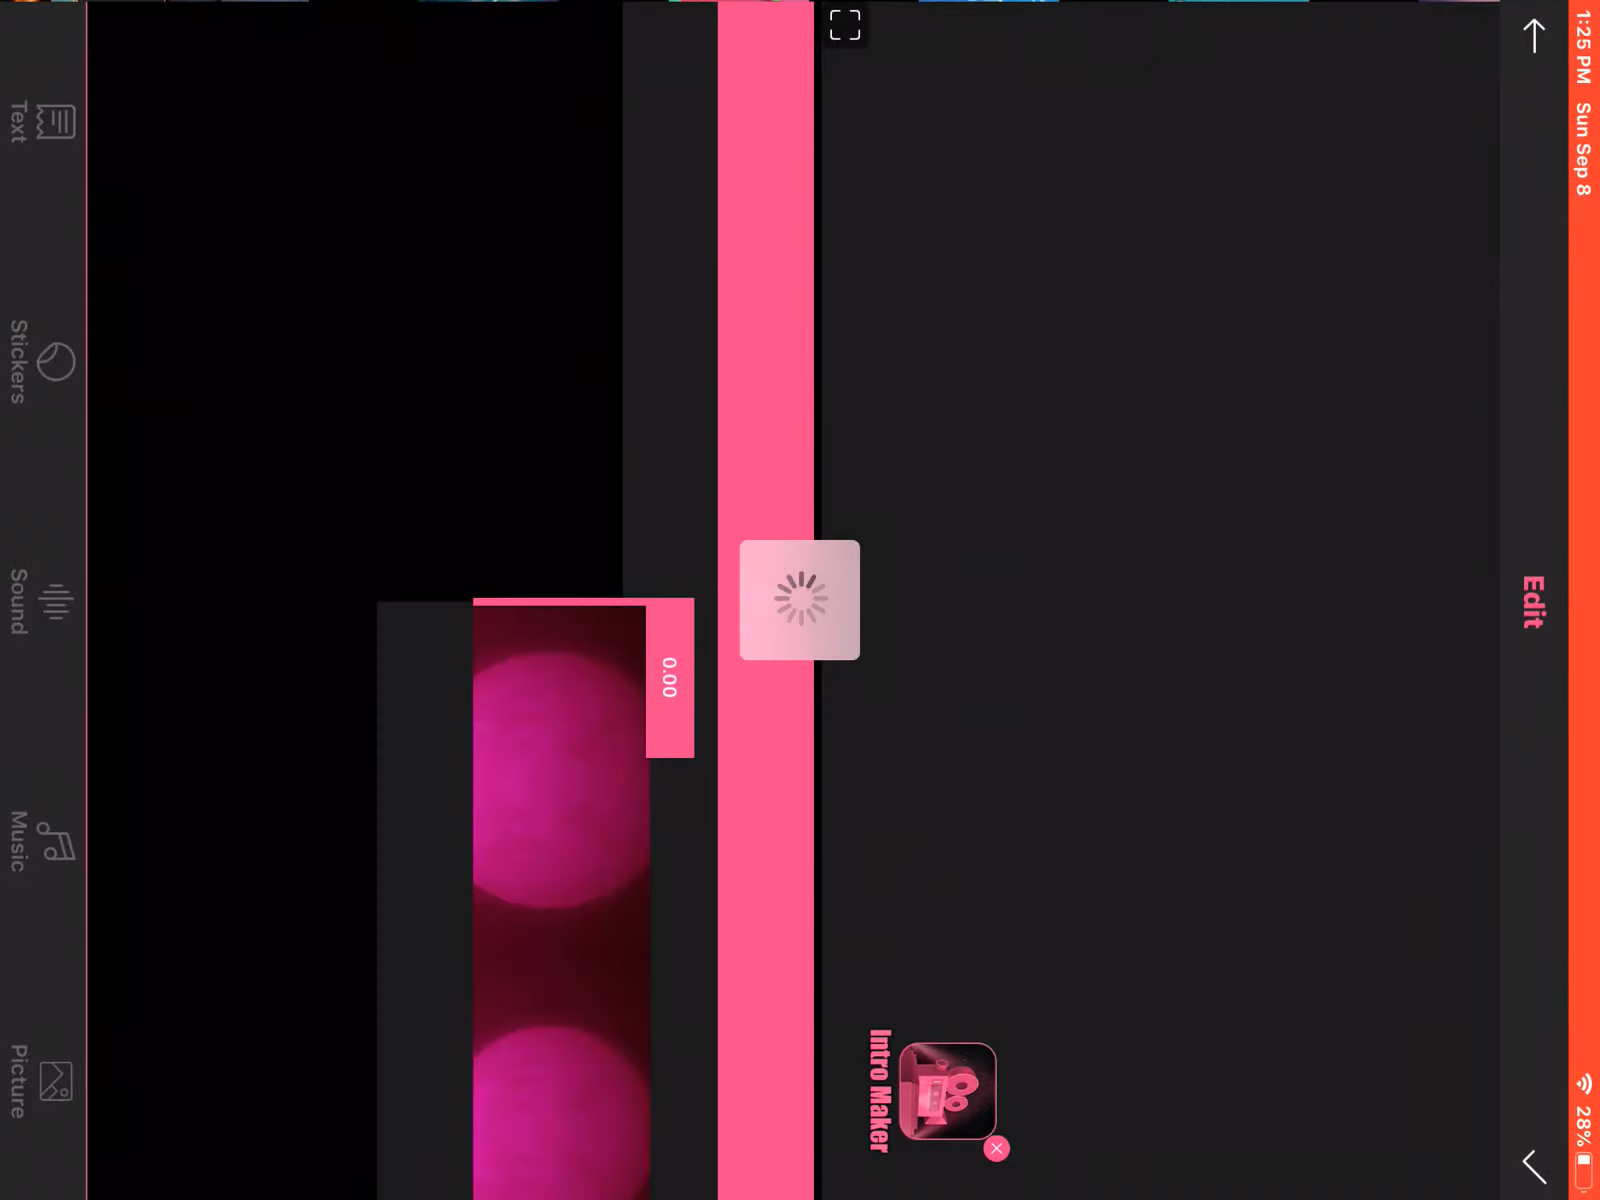 1:25 PM Sun Sep 8
28%
Edit
Intro Maker
0.00
Text
Stickers
Sound
Music
Picture